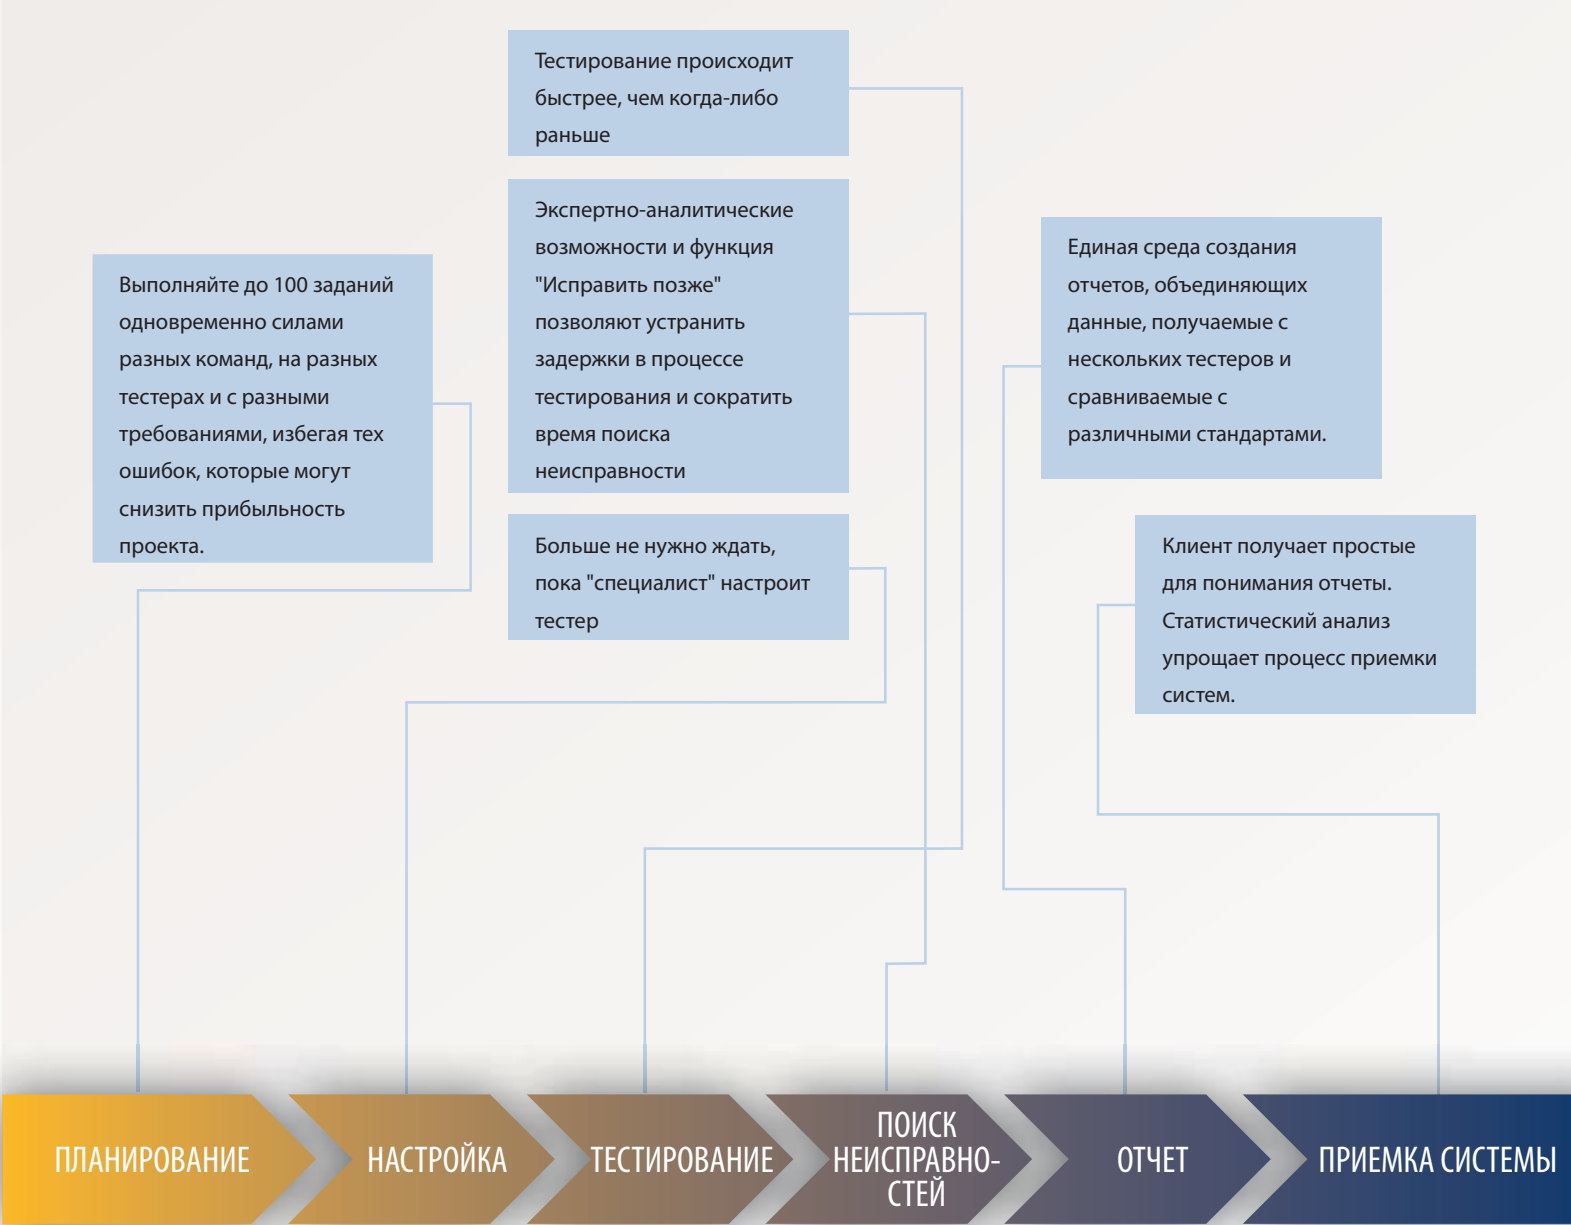 Тестирование происходит
быстрее, чем когда-либо
раньше
Экспертно-аналитические
возможности и функция
"Исправить позже"
позволяют устранить
задержки в процессе
тестирования и сократить
время поиска
неисправности
Выполняйте до 100 заданий
одновременно силами
разных команд, на разных
тестерах и с разными
требованиями, избегая тех
ошибок, которые могут
снизить прибыльность
проекта.
Больше не нужно ждать,
пока "специалист" настроит
тестер
Единая среда создания
отчетов, объединяющих
данные, получаемые с
нескольких тестеров и
сравниваемые с
различными стандартами.
Клиент получает простые
для понимания отчеты.
Статистический анализ
упрощает процесс приемки
систем.
ПЛАНИРОВАНИЕ
НАСТРОЙКА
ТЕСТИРОВАНИЕ
ПОИСК
НЕИСПРАВНО-
СТЕЙ
ОТЧЕТ
ПРИЕМКА СИСТЕМЫ